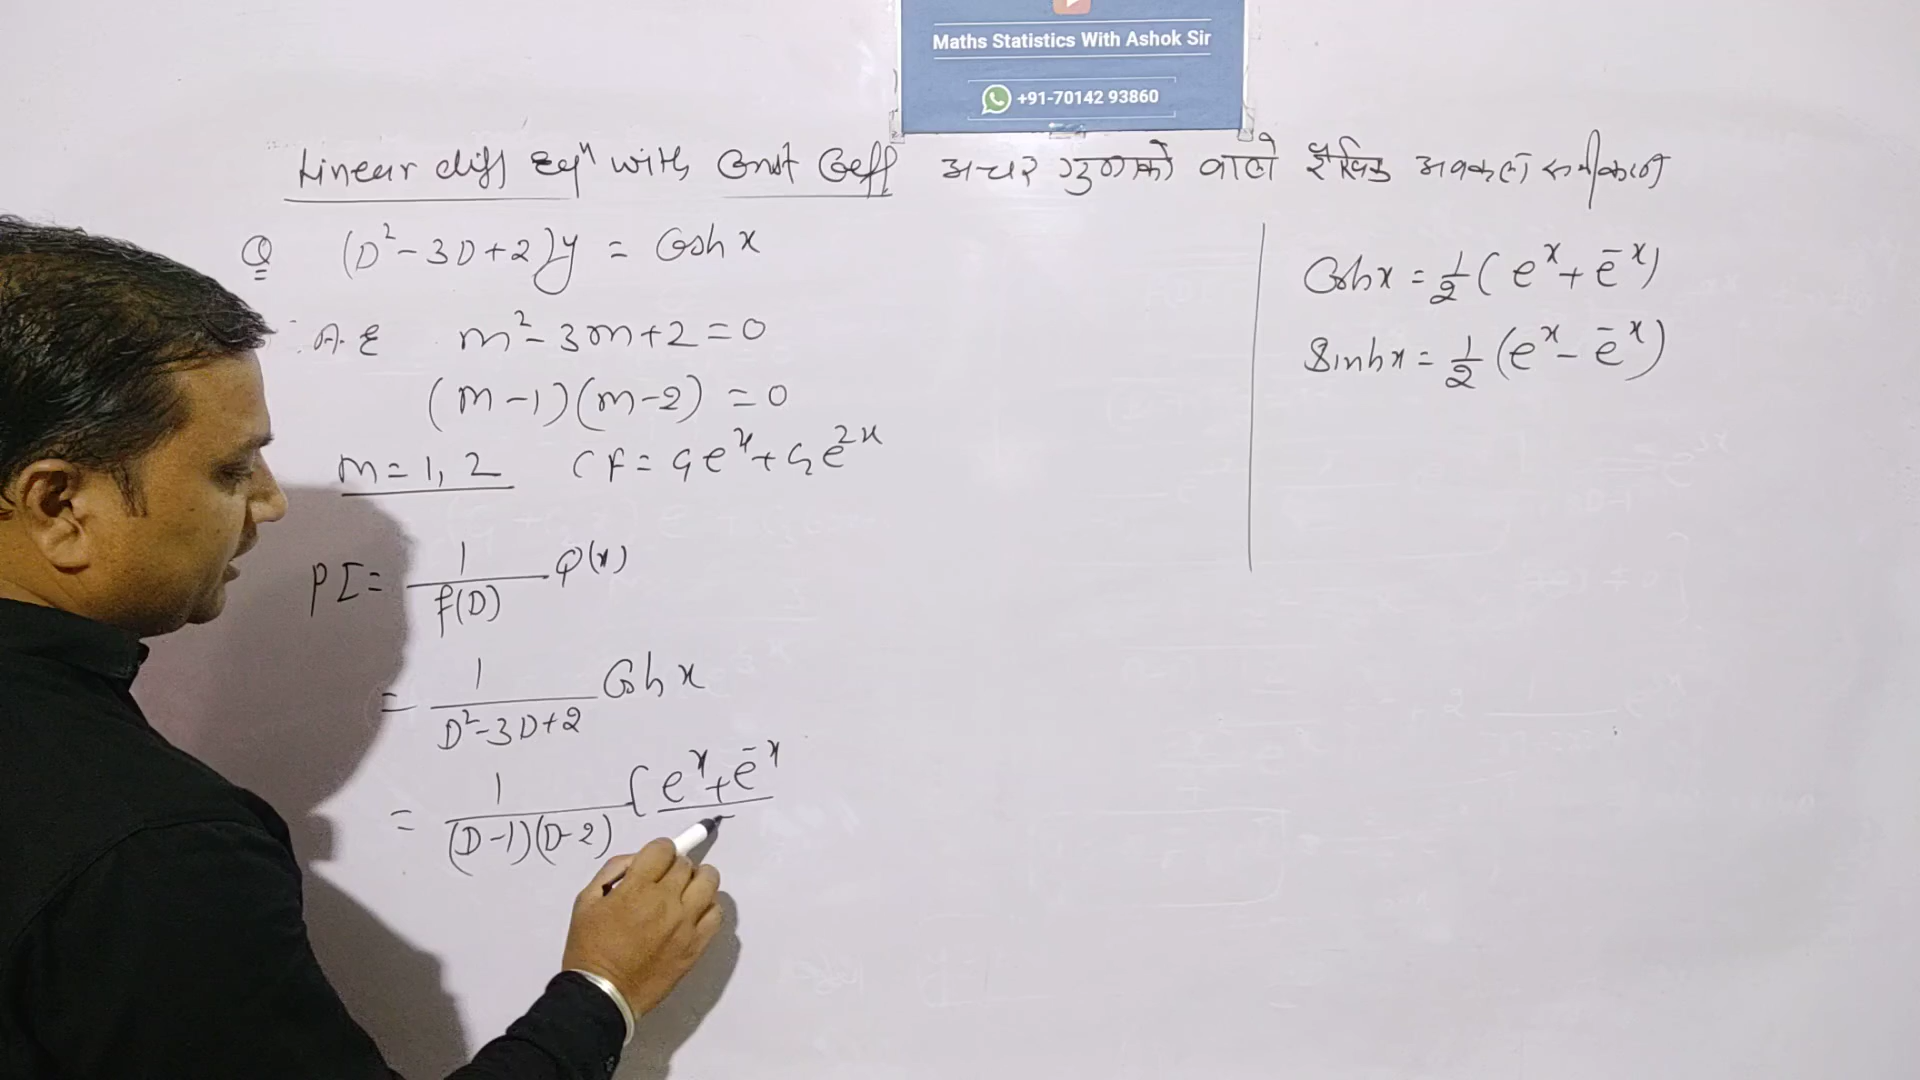 Maths Statistics With Ashok Sir
+91-70142 93860
Linear diff Eqⁿ with Const Coeff अचर गुणांको वाली रैखिक अवकल समीकरण
Q (D² - 3D + 2)y = Cosh x
A.E m² - 3m + 2 = 0
(m - 1)(m - 2) = 0
m = 1, 2 CF = C₁eˣ + C₂e²ˣ
PI = 1/f(D) Q(x)
= 1/(D² - 3D + 2) Cosh x
= 1/((D - 1)(D - 2)) (eˣ + e⁻ˣ
Coshx = 1/2 (eˣ + e⁻ˣ)
Sinhx = 1/2 (eˣ - e⁻ˣ)